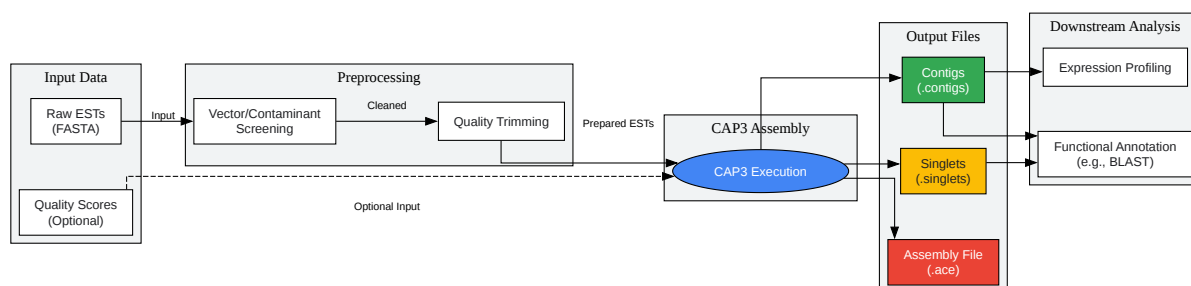 Input Data
Raw ESTs
(FASTA)
Quality Scores
(Optional)
Input
Preprocessing
Vector/Contaminant
Screening
Cleaned
Quality Trimming
Prepared ESTs
Optional Input
CAP3 Assembly
CAP3 Execution
Output Files
Contigs
(.contigs)
Singlets
(.singlets)
Assembly File
(.ace)
Downstream Analysis
Expression Profiling
Functional Annotation
(e.g., BLAST)